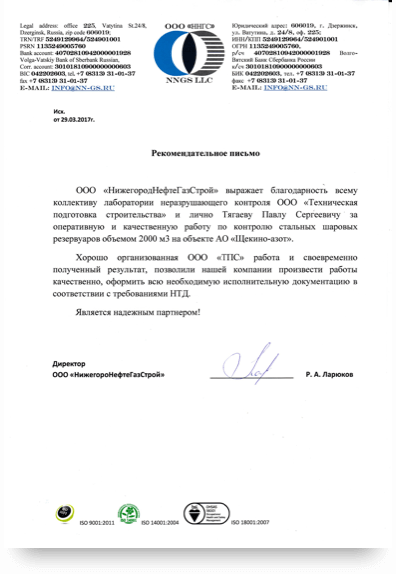 Legal address: office 225, Vatytina St.24/8,
Dzerginsk, Russia, zip code 606019;
TRN/TRF 5249129964/524901001
PSRN 1135249005760
Bank account: 40702810942000001928
Volga-Vatskiy Bank of Sberbank Russian,
Corr. account: 30101810900000000603
BIC 042202603, tel. +7 (8313) 31-01-37
fax +7 (8313) 31-01-37
E-MAIL: INFO@NN-GS.RU
ООО «ННГС»
NNGS LLC
Юридический адрес: 606019, г. Дзержинск,
ул. Ватутина, д. 24/8, оф. 225;
ИНН/КПП 5249129964/524901001
ОГРН 1135249005760,
р/сч 40702810942000001928 Волго-
Вятский Банк Сбербанка России
к/сч 30101810900000000603
БИК 042202603, тел. +7 (8313) 31-01-37
факс +7 (8313) 31-01-37
E-MAIL: INFO@NN-GS.RU
Исх.
от 29.03.2017г.
Рекомендательное письмо
ООО «НижегородНефтеГазСтрой» выражает благодарность всему
коллективу лаборатории неразрушающего контроля ООО «Техническая
подготовка строительства» и лично Тягаеву Павлу Сергеевичу за
оперативную и качественную работу по контролю стальных шаровых
резервуаров объемом 2000 м3 на объекте АО «Щекино-азот».
Хорошо организованная ООО «ТПС» работа и своевременно
полученный результат, позволили нашей компании произвести работы
качественно, оформить всю необходимую исполнительную документацию в
соответствии с требованиями НТД.
Является надежным партнером!
Директор
ООО «НижегороНефтеГазСтрой»
Р. А. Ларюков
ISO 9001:2011
ISO 14001:2004
ISO 18001:2007